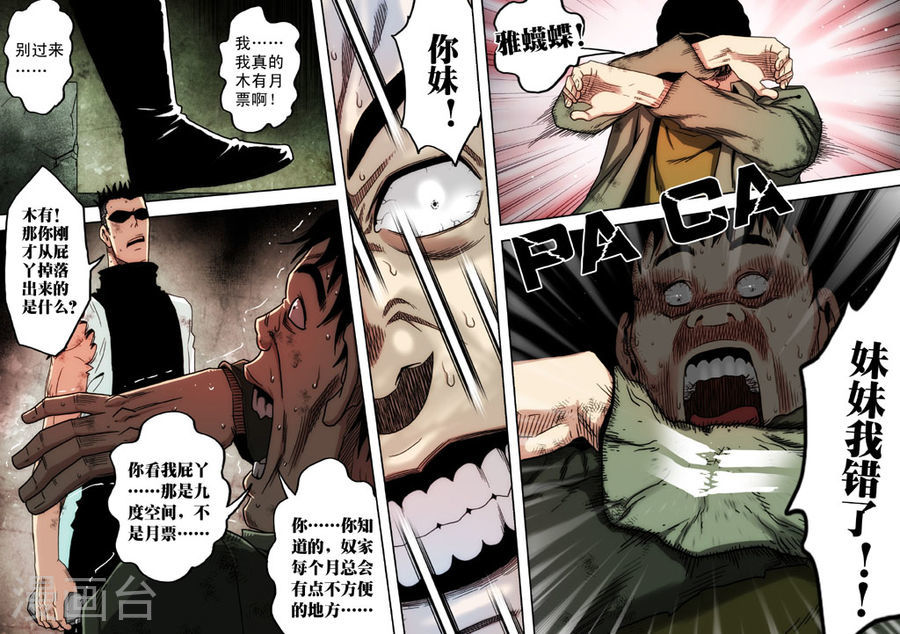 别过来
……
我……
我真的
木有月
票啊！
木有！
那你刚
才从屁
丫掉落
出来的
是什么？
你看我屁丫
……那是九
度空间，不
是月票……
你……你知
道的，奴家
每个月总会
有点不方便
的地方……
你妹！
雅蠛蝶！
PA CA
妹妹我错了！！
漫画台